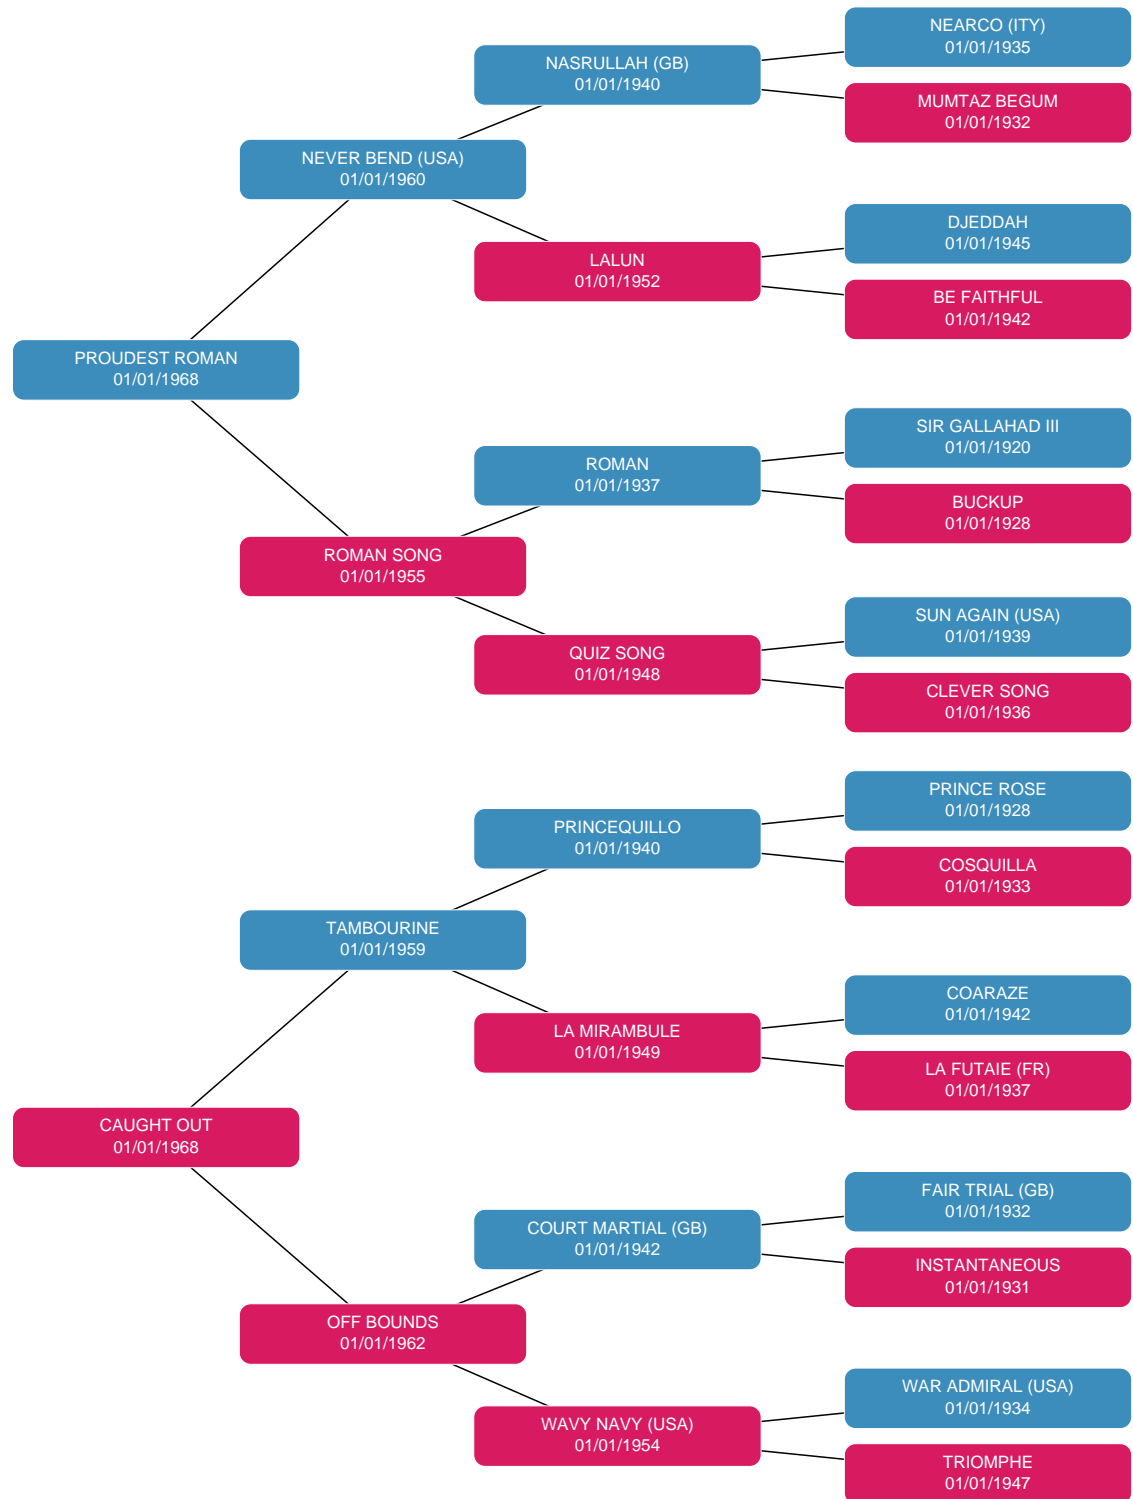 NEARCO (ITY)
01/01/1935
NASRULLAH (GB)
01/01/1940
MUMTAZ BEGUM
01/01/1932
NEVER BEND (USA)
01/01/1960
DJEDDAH
01/01/1945
LALUN
01/01/1952
BE FAITHFUL
01/01/1942
PROUDEST ROMAN
01/01/1968
SIR GALLAHAD III
01/01/1920
ROMAN
01/01/1937
BUCKUP
01/01/1928
ROMAN SONG
01/01/1955
SUN AGAIN (USA)
01/01/1939
QUIZ SONG
01/01/1948
CLEVER SONG
01/01/1936
PRINCE ROSE
01/01/1928
PRINCEQUILLO
01/01/1940
COSQUILLA
01/01/1933
TAMBOURINE
01/01/1959
COARAZE
01/01/1942
LA MIRAMBULE
01/01/1949
LA FUTAIE (FR)
01/01/1937
CAUGHT OUT
01/01/1968
FAIR TRIAL (GB)
01/01/1932
COURT MARTIAL (GB)
01/01/1942
INSTANTANEOUS
01/01/1931
OFF BOUNDS
01/01/1962
WAR ADMIRAL (USA)
01/01/1934
WAVY NAVY (USA)
01/01/1954
TRIOMPHE
01/01/1947